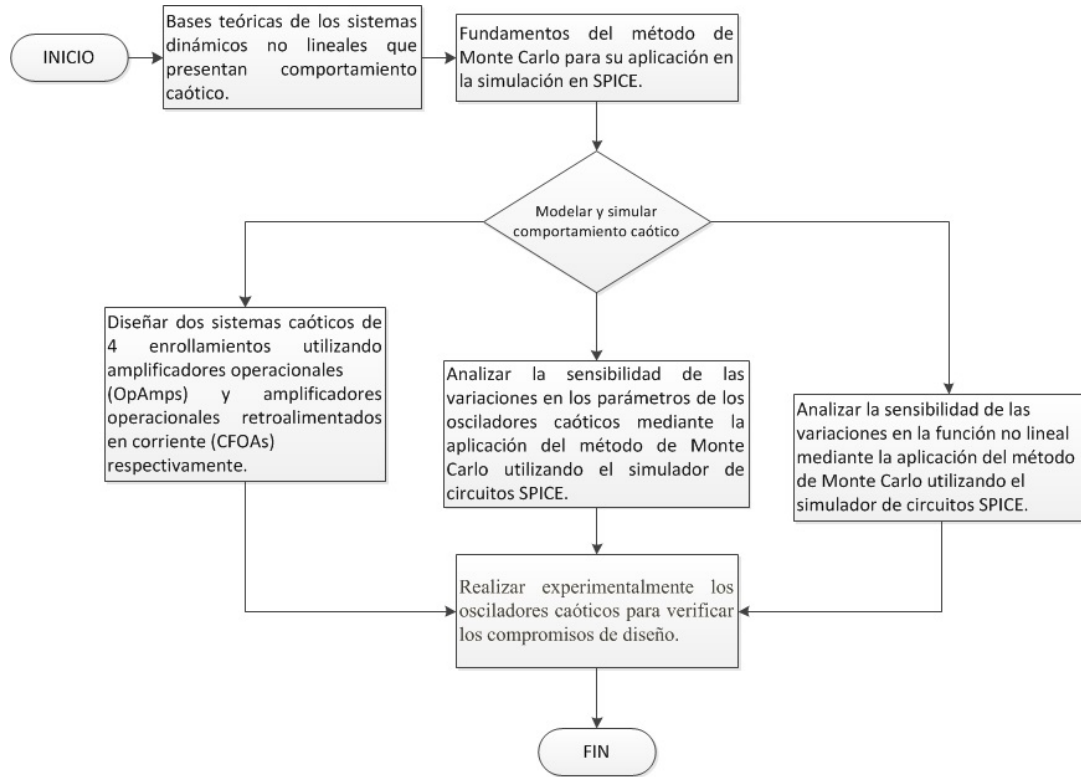 INICIO
Bases teóricas de los sistemas
dinámicos no lineales que
presentan comportamiento
caótico.
Fundamentos del método de
Monte Carlo para su aplicación en
la simulación en SPICE.
Modelar y simular
comportamiento caótico
Diseñar dos sistemas caóticos de
4 enrollamientos utilizando
amplificadores operacionales
(OpAmps) y amplificadores
operacionales retroalimentados
en corriente (CFOAs)
respectivamente.
Analizar la sensibilidad de las
variaciones en los parámetros de los
osciladores caóticos mediante la
aplicación del método de Monte
Carlo utilizando el simulador de
circuitos SPICE.
Analizar la sensibilidad de las
variaciones en la función no lineal
mediante la aplicación del método
de Monte Carlo utilizando el
simulador de circuitos SPICE.
Realizar experimentalmente los
osciladores caóticos para verificar
los compromisos de diseño.
FIN